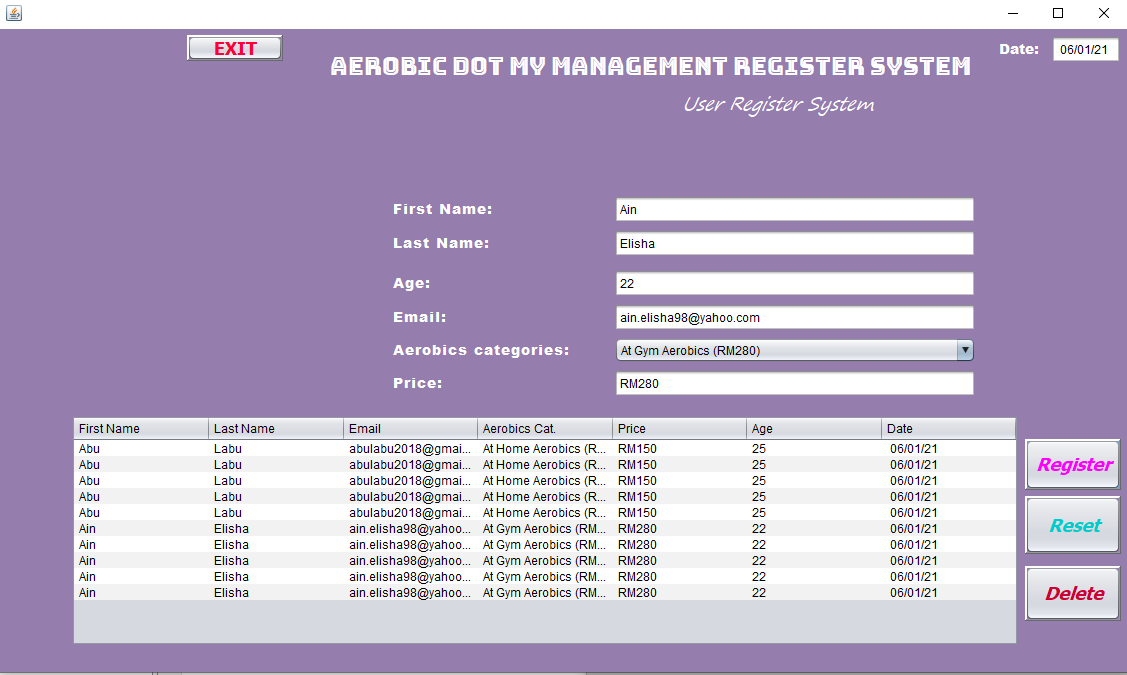 EXIT
Date: 06/01/21
AEROBIC DOT MY MANAGEMENT REGISTER SYSTEM
User Register System
First Name: Ain
Last Name: Elisha
Age: 22
Email: ain.elisha98@yahoo.com
Aerobics categories: At Gym Aerobics (RM280)
Price: RM280
First Name Last Name Email Aerobics Cat. Price Age Date
Abu Labu abulabu2018@gmai... At Home Aerobics (R... RM150 25 06/01/21
Abu Labu abulabu2018@gmai... At Home Aerobics (R... RM150 25 06/01/21
Abu Labu abulabu2018@gmai... At Home Aerobics (R... RM150 25 06/01/21
Abu Labu abulabu2018@gmai... At Home Aerobics (R... RM150 25 06/01/21
Abu Labu abulabu2018@gmai... At Home Aerobics (R... RM150 25 06/01/21
Ain Elisha ain.elisha98@yahoo... At Gym Aerobics (RM... RM280 22 06/01/21
Ain Elisha ain.elisha98@yahoo... At Gym Aerobics (RM... RM280 22 06/01/21
Ain Elisha ain.elisha98@yahoo... At Gym Aerobics (RM... RM280 22 06/01/21
Ain Elisha ain.elisha98@yahoo... At Gym Aerobics (RM... RM280 22 06/01/21
Ain Elisha ain.elisha98@yahoo... At Gym Aerobics (RM... RM280 22 06/01/21
Register
Reset
Delete